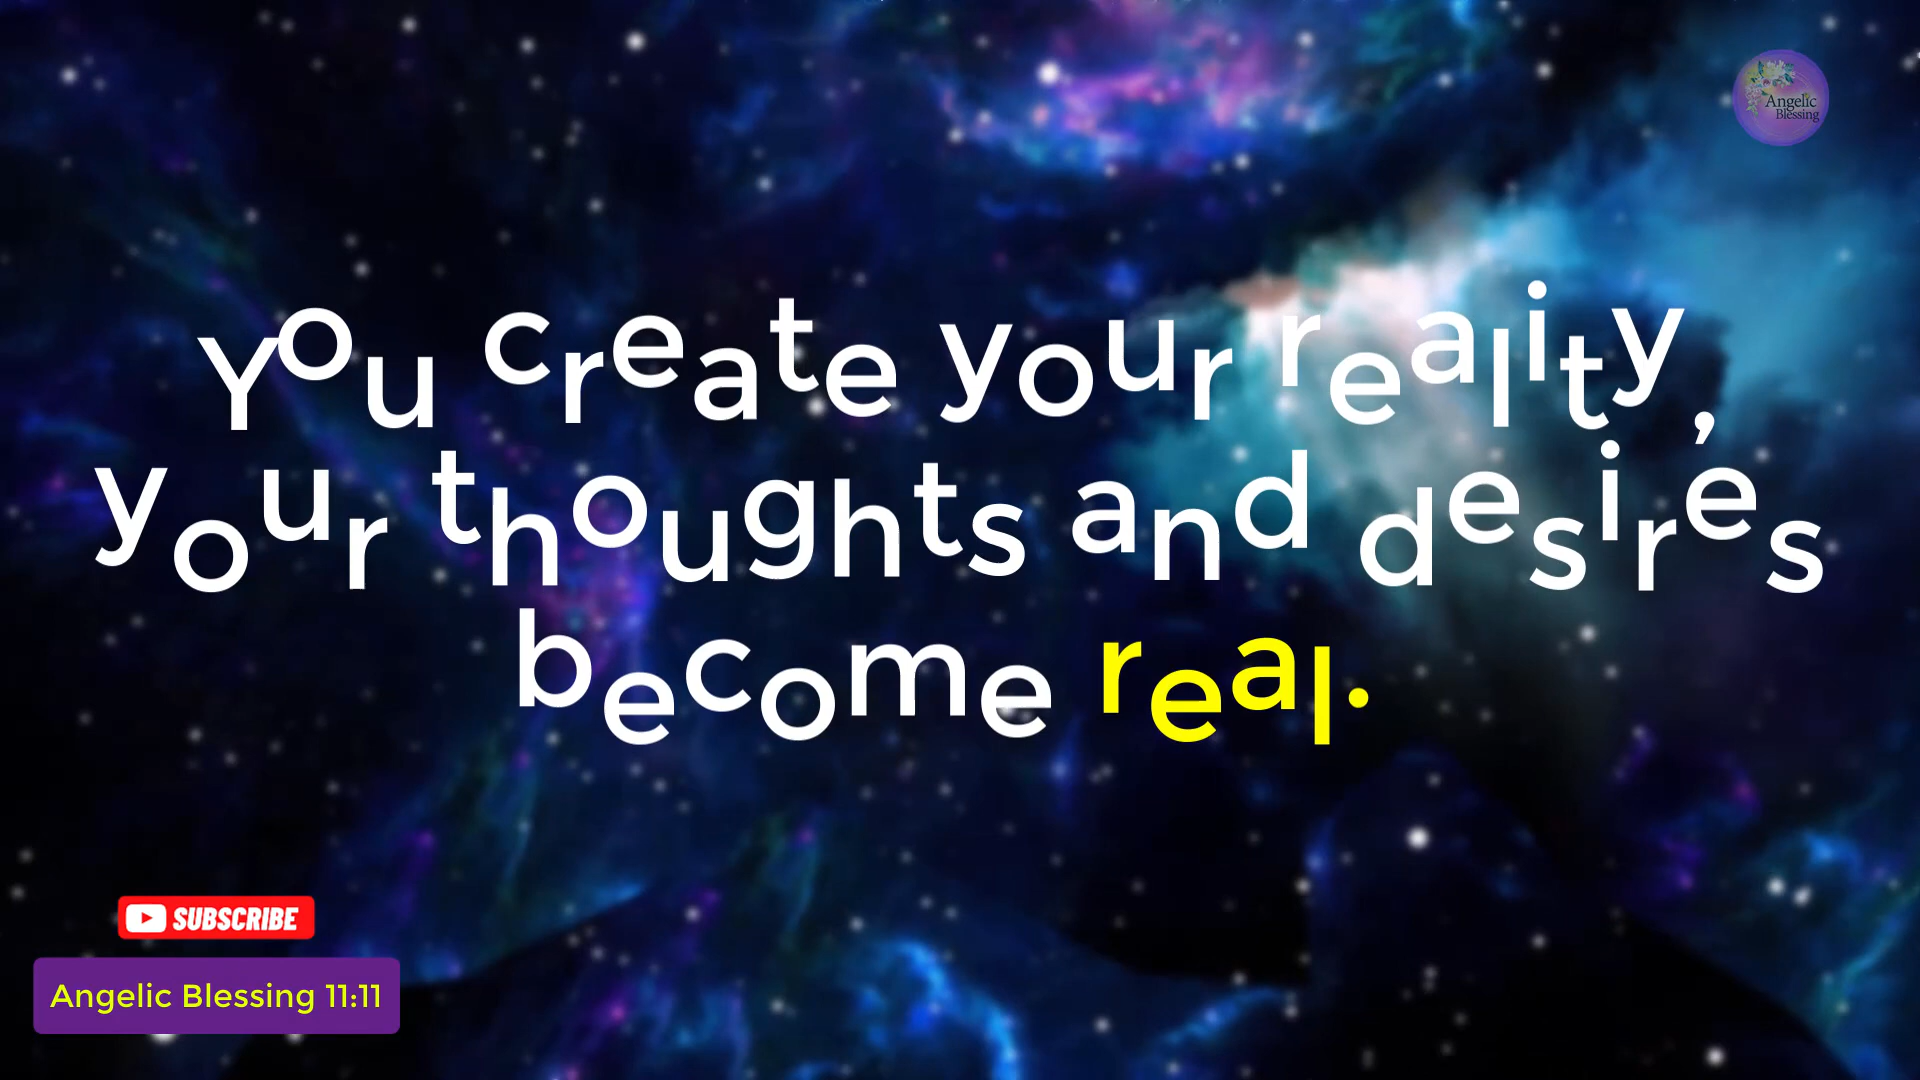 Angelic
Blessing
You create your reality,
your thoughts and desires
become real.
SUBSCRIBE
Angelic Blessing 11:11